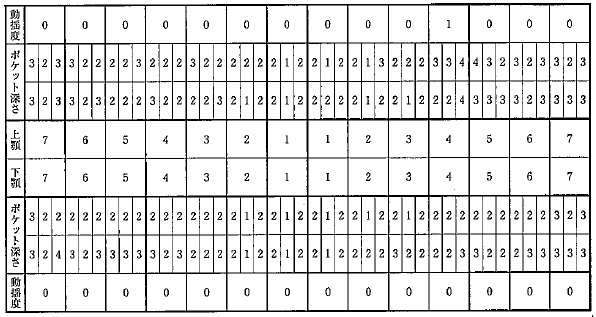 動揺度 0 0 0 0 0 0 0 0 0 0 1 0 0 0
ポケット深さ 3 2 3 3 2 2 2 2 3 2 2 2 3 2 2 2 2 2 2 1 2 2 1 2 2 1 3 2 2 2 3 3 4 4 3 2 3 2 3 3 2 3
3 2 3 3 2 3 2 2 2 3 2 2 2 2 3 2 1 2 2 1 2 2 2 2 2 1 2 2 1 2 2 2 4 3 3 3 3 2 3 3 3 3
上顎 7 6 5 4 3 2 1 1 2 3 4 5 6 7
下顎 7 6 5 4 3 2 1 1 2 3 4 5 6 7
ポケット深さ 3 2 2 2 2 2 2 2 2 2 2 3 2 2 2 2 1 2 2 1 2 2 1 2 2 1 2 2 1 2 2 2 2 2 2 2 2 2 2 3 2 3
3 2 4 3 2 3 3 3 3 3 2 2 2 2 2 2 1 2 2 1 2 2 1 2 2 2 2 3 2 2 2 2 3 3 2 2 2 3 3 3 3 3
動揺度 0 0 0 0 0 0 0 0 0 0 0 0 0 0